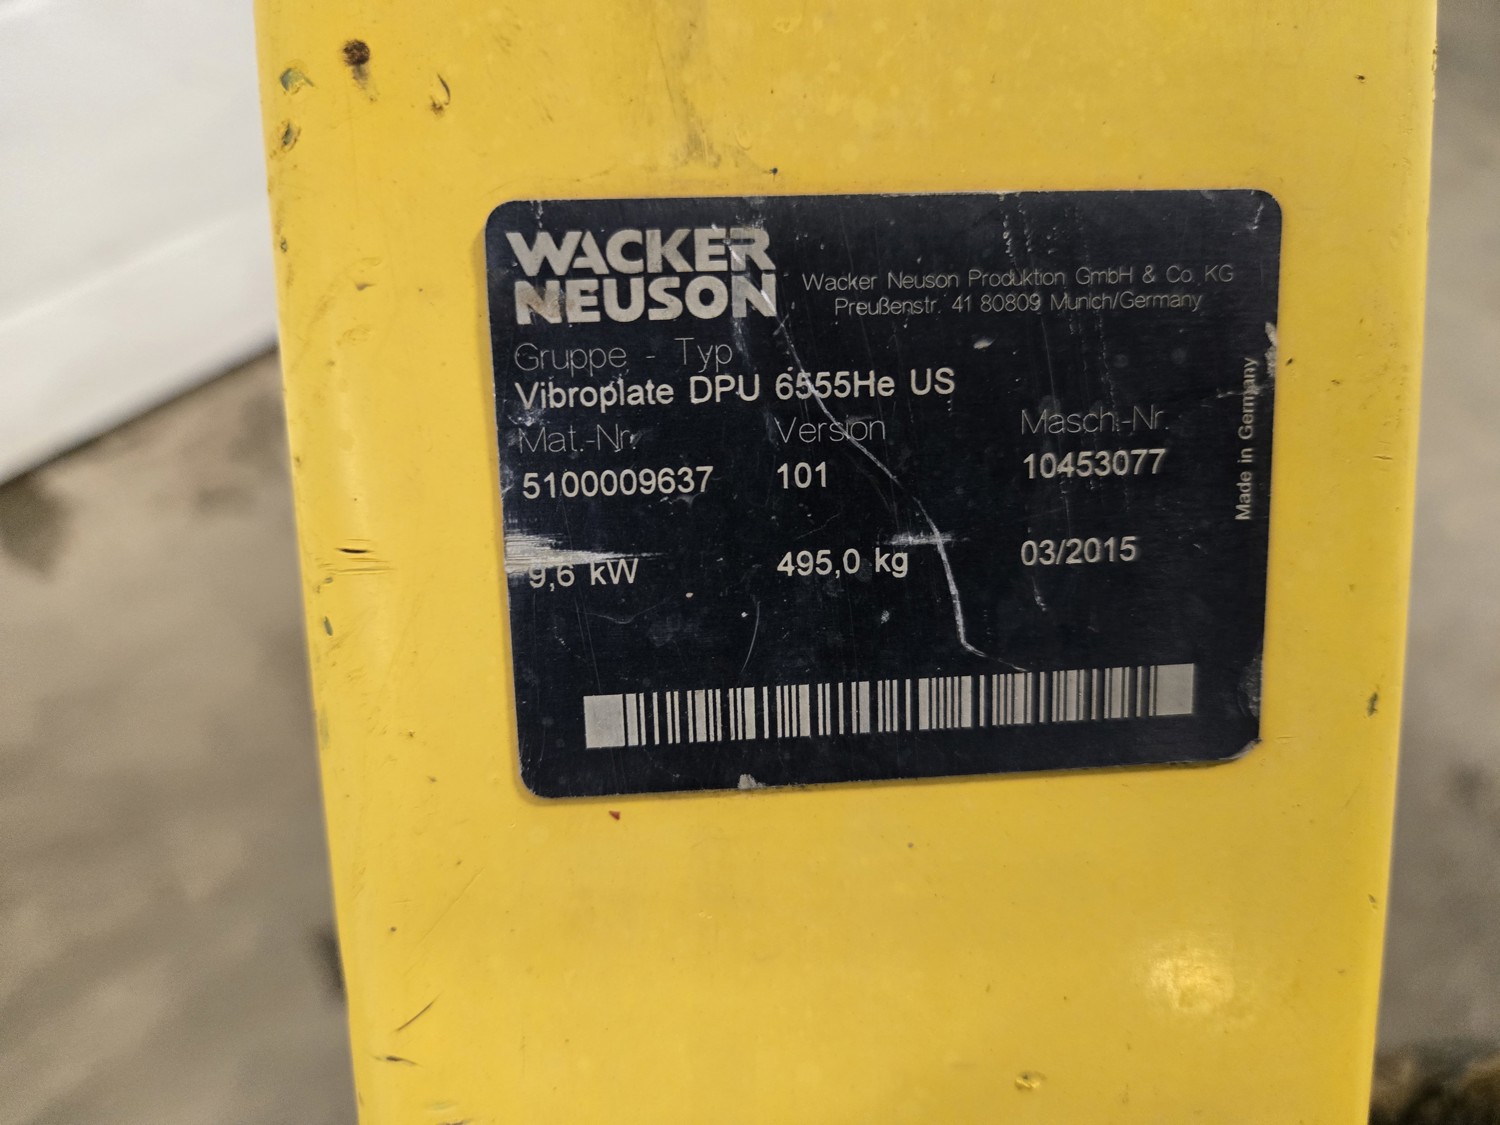 WACKER
NEUSON
Wacker Neuson Produktion GmbH & Co. KG
Preußenstr. 41 80809 Munich/Germany
Gruppe - Typ
Vibroplate DPU 6555He US
Mat.-Nr. Version Masch.-Nr.
5100009637 101 10453077
9,6 kW 495,0 kg 03/2015
Made in Germany